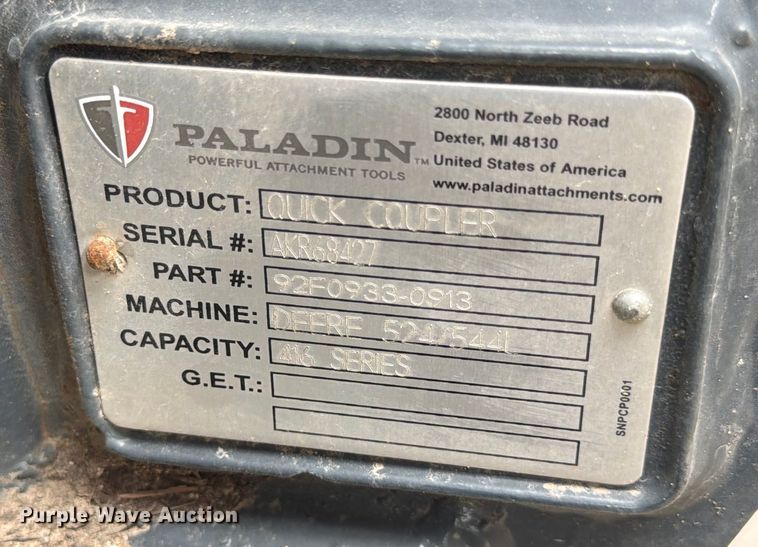 PALADIN™
POWERFUL ATTACHMENT TOOLS
2800 North Zeeb Road
Dexter, MI 48130
United States of America
www.paladinattachments.com
PRODUCT: QUICK COUPLER
SERIAL #: AKR68427
PART #: 92F0933-0913
MACHINE: DEERE 524/544L
CAPACITY: 416 SERIES
G.E.T.:
SNPCP0001
Purple Wave Auction